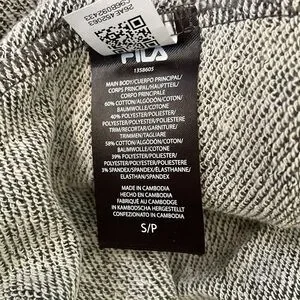 FILA
1358605
MAIN BODY/CUERPO PRINCIPAL/
CORPS PRINCIPAL/HAUPTTEIL/
CORPO PRINCIPALE
60% COTTON/ALGODÓN/COTON/
BAUMWOLLE/COTONE
40% POLYESTER/POLIÉSTER/
POLYESTER/POLYESTER/POLIESTERE
TRIM/RECORTAR/GARNITURE/
TRIMMEN/TAGLIARE
58% COTTON/ALGODÓN/COTON/
BAUMWOLLE/COTONE
39% POLYESTER/POLIÉSTER/
POLYESTER/POLYESTER/POLIESTERE
3% SPANDEX/SPANDEX/ÉLASTHANNE/
ELASTHAN/SPANDEX
MADE IN CAMBODIA
HECHO EN CAMBOYA
FABRIQUÉ AU CAMBODGE
IN KAMBODSCHA HERGESTELLT
CONFEZIONATO IN CAMBOGIA
S/P